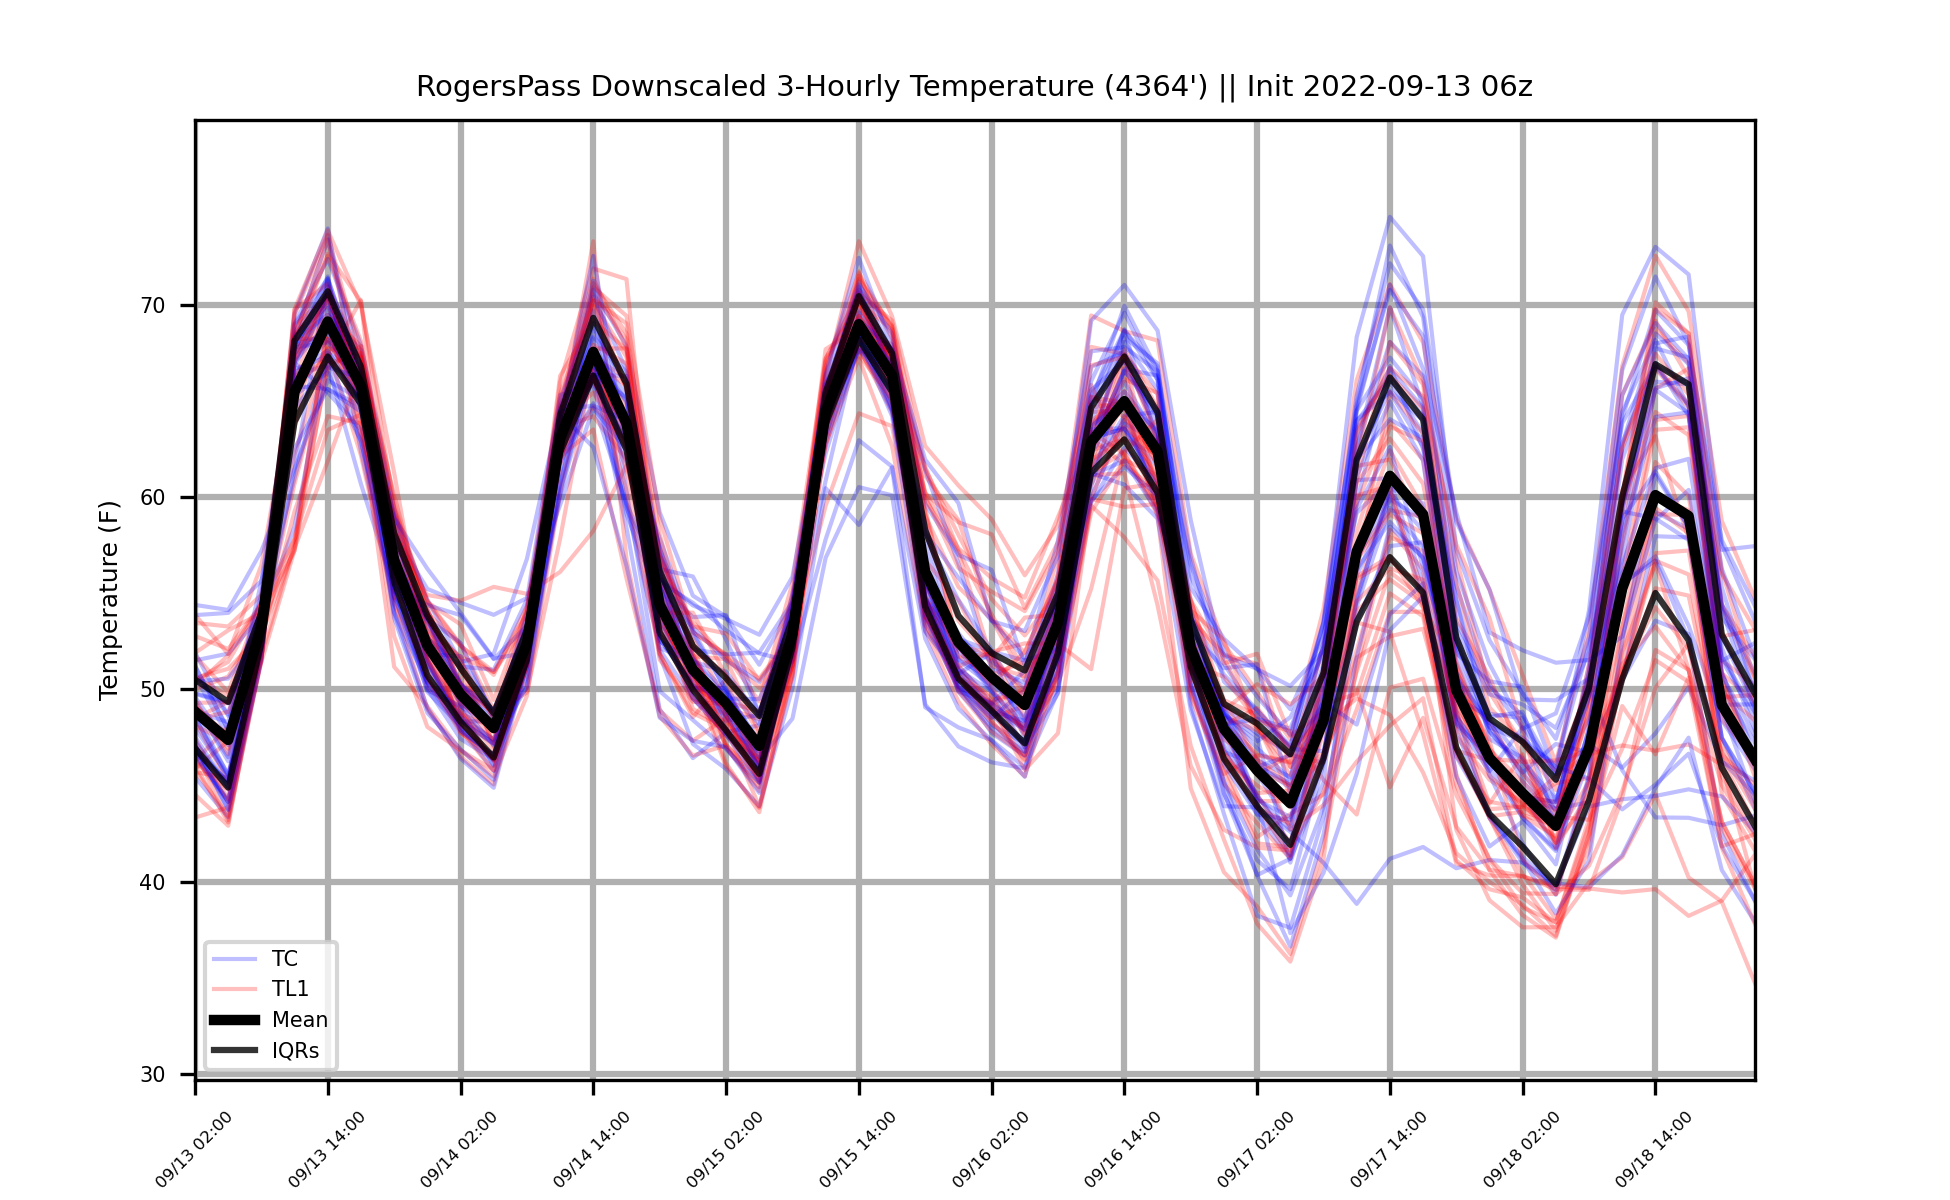 RogersPass Downscaled 3-Hourly Temperature (4364') || Init 2022-09-13 06z
Temperature (F)
70
60
50
40
30
TC
TL1
Mean
IQRs
09/13 02:00
09/13 14:00
09/14 02:00
09/14 14:00
09/15 02:00
09/15 14:00
09/16 02:00
09/16 14:00
09/17 02:00
09/17 14:00
09/18 02:00
09/18 14:00